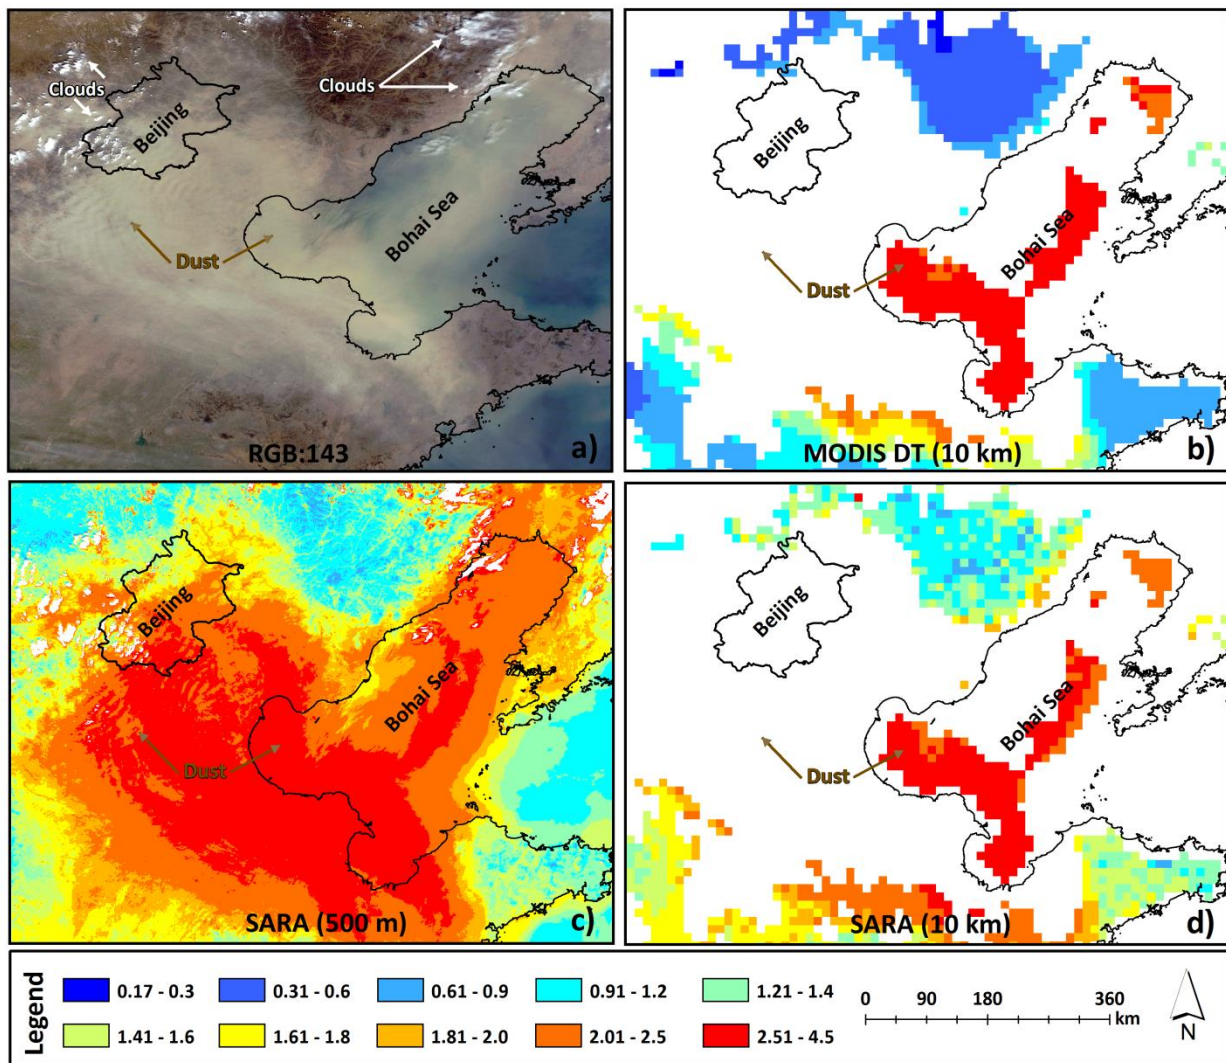 Clouds
Clouds
Beijing
Bohai Sea
Dust
RGB:143
a)
Beijing
Bohai Sea
Dust
MODIS DT (10 km)
b)
Beijing
Bohai Sea
Dust
SARA (500 m)
c)
Beijing
Bohai Sea
Dust
SARA (10 km)
d)
Legend
0.17 - 0.3
0.31 - 0.6
0.61 - 0.9
0.91 - 1.2
1.21 - 1.4
1.41 - 1.6
1.61 - 1.8
1.81 - 2.0
2.01 - 2.5
2.51 - 4.5
0 90 180 360
km
N